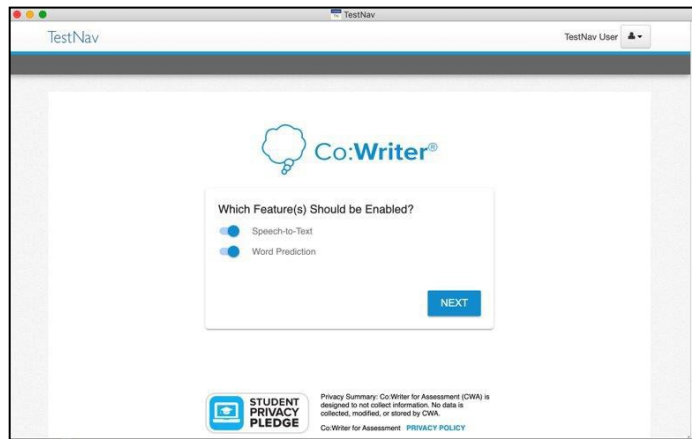 TestNav
TestNav
TestNav User
Co:Writer®
Which Feature(s) Should be Enabled?
Speech-to-Text
Word Prediction
NEXT
STUDENT
PRIVACY
PLEDGE
Privacy Summary: Co:Writer for Assessment (CWA) is
designed to not collect information. No data is
collected, modified, or stored by CWA.
Co:Writer for Assessment PRIVACY POLICY